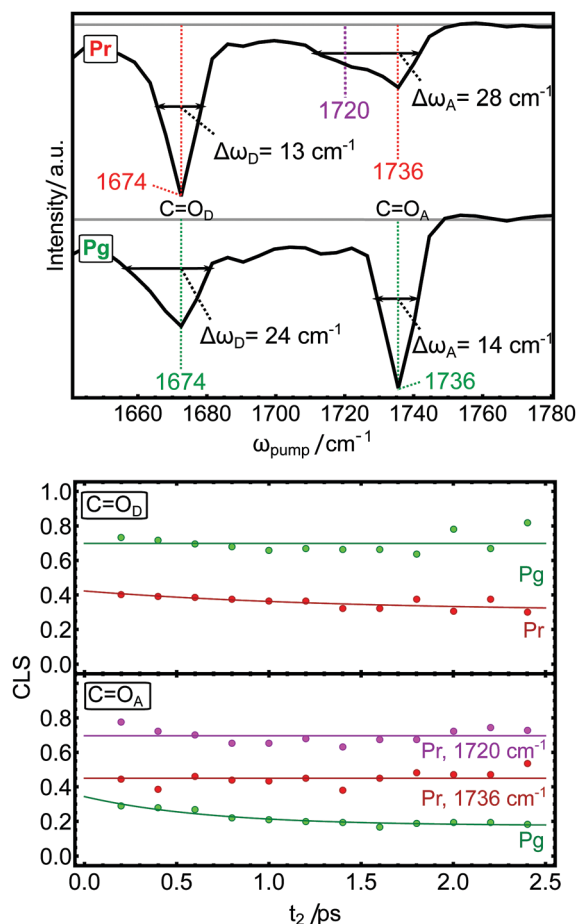 Pr
1720
Δω_A = 28 cm⁻¹
Δω_D = 13 cm⁻¹
1674
1736
C=O_D
C=O_A
Pg
Δω_D = 24 cm⁻¹
Δω_A = 14 cm⁻¹
1674
1736
Intensity/ a.u.
1660 1680 1700 1720 1740 1760 1780
ω_pump /cm⁻¹
C=O_D
1.0
0.8
0.6
0.4
0.2
0.0
Pg
Pr
CLS
C=O_A
0.8
0.6
0.4
0.2
0.0
Pr, 1720 cm⁻¹
Pr, 1736 cm⁻¹
Pg
0.0 0.5 1.0 1.5 2.0 2.5
t₂ /ps